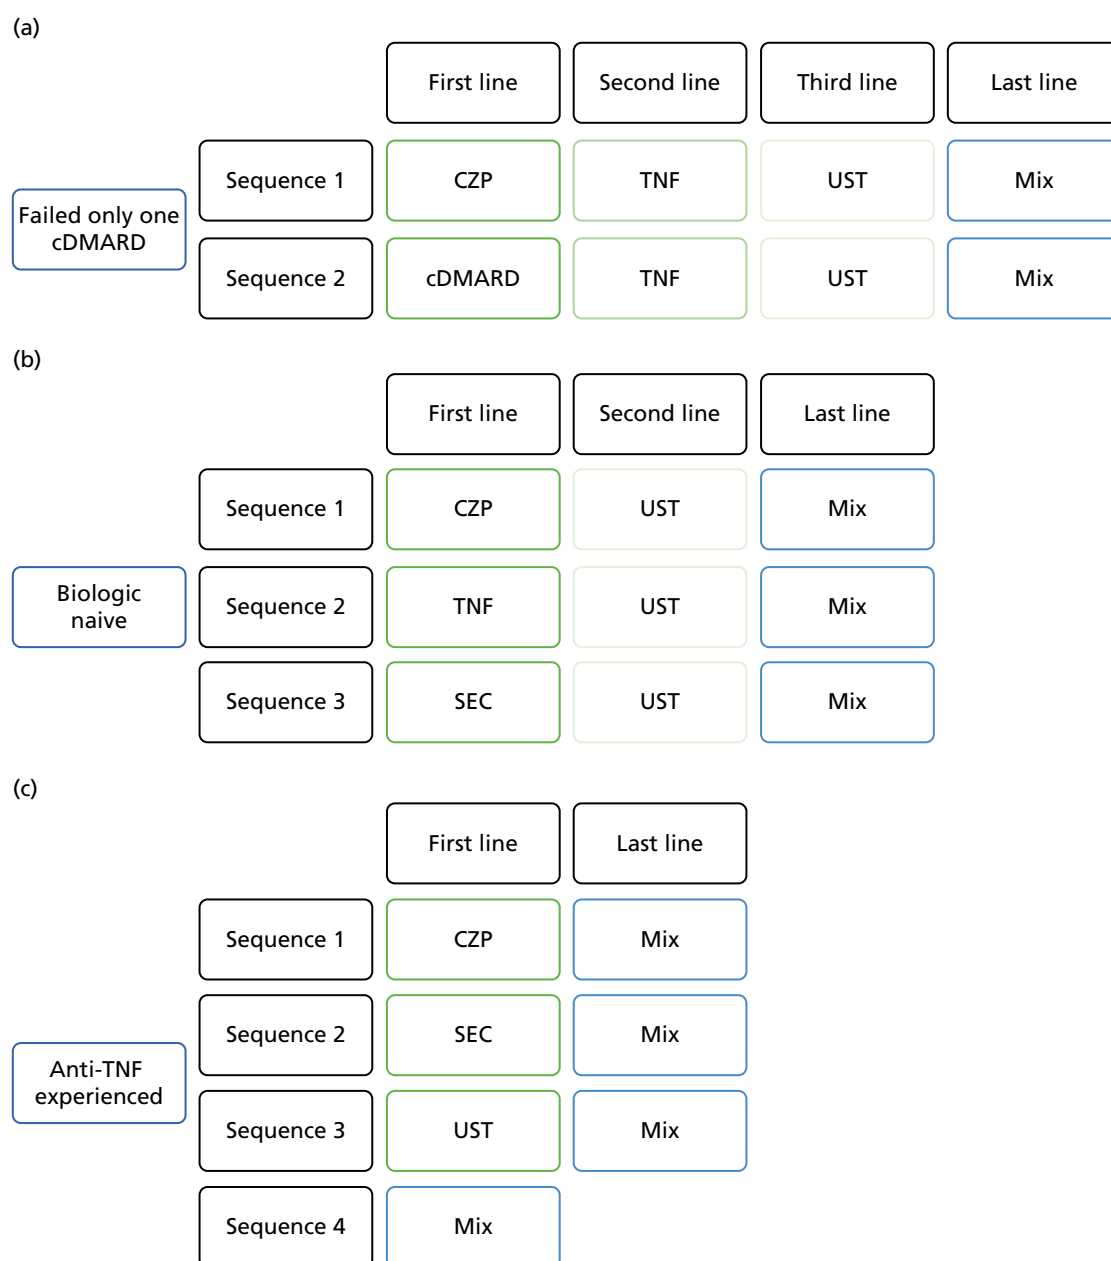 (a)
First line
Second line
Third line
Last line
Failed only one
cDMARD
Sequence 1
CZP
TNF
UST
Mix
Sequence 2
cDMARD
TNF
UST
Mix
(b)
First line
Second line
Last line
Biologic
naive
Sequence 1
CZP
UST
Mix
Sequence 2
TNF
UST
Mix
Sequence 3
SEC
UST
Mix
(c)
First line
Last line
Anti-TNF
experienced
Sequence 1
CZP
Mix
Sequence 2
SEC
Mix
Sequence 3
UST
Mix
Sequence 4
Mix